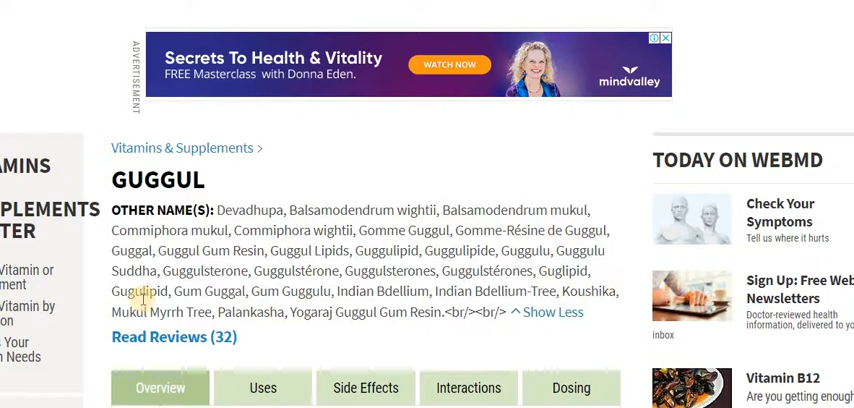 ADVERTISEMENT
Secrets To Health & Vitality
FREE Masterclass with Donna Eden.
WATCH NOW
mindvalley
AMINS
PLEMENTS
TER
Vitamin or
ment
Vitamin by
on
s Your
n Needs
Vitamins & Supplements >
GUGGUL
OTHER NAME(S): Devadhupa, Balsamodendrum wightii, Balsamodendrum mukul,
Commiphora mukul, Commiphora wightii, Gomme Guggul, Gomme-Résine de Guggul,
Guggal, Guggul Gum Resin, Guggul Lipids, Guggulipid, Guggulipide, Guggulu, Guggulu
Suddha, Guggulsterone, Guggulstérone, Guggulsterones, Guggulstérones, Guglipid,
Gugulipid, Gum Guggal, Gum Guggulu, Indian Bdellium, Indian Bdellium-Tree, Koushika,
Mukul Myrrh Tree, Palankasha, Yogaraj Guggul Gum Resin.<br/><br/> Show Less
Read Reviews (32)
Overview Uses Side Effects Interactions Dosing
TODAY ON WEBMD
Check Your
Symptoms
Tell us where it hurts
Sign Up: Free Web
Newsletters
Doctor-reviewed health
information, delivered to yo
inbox
Vitamin B12
Are you getting enough